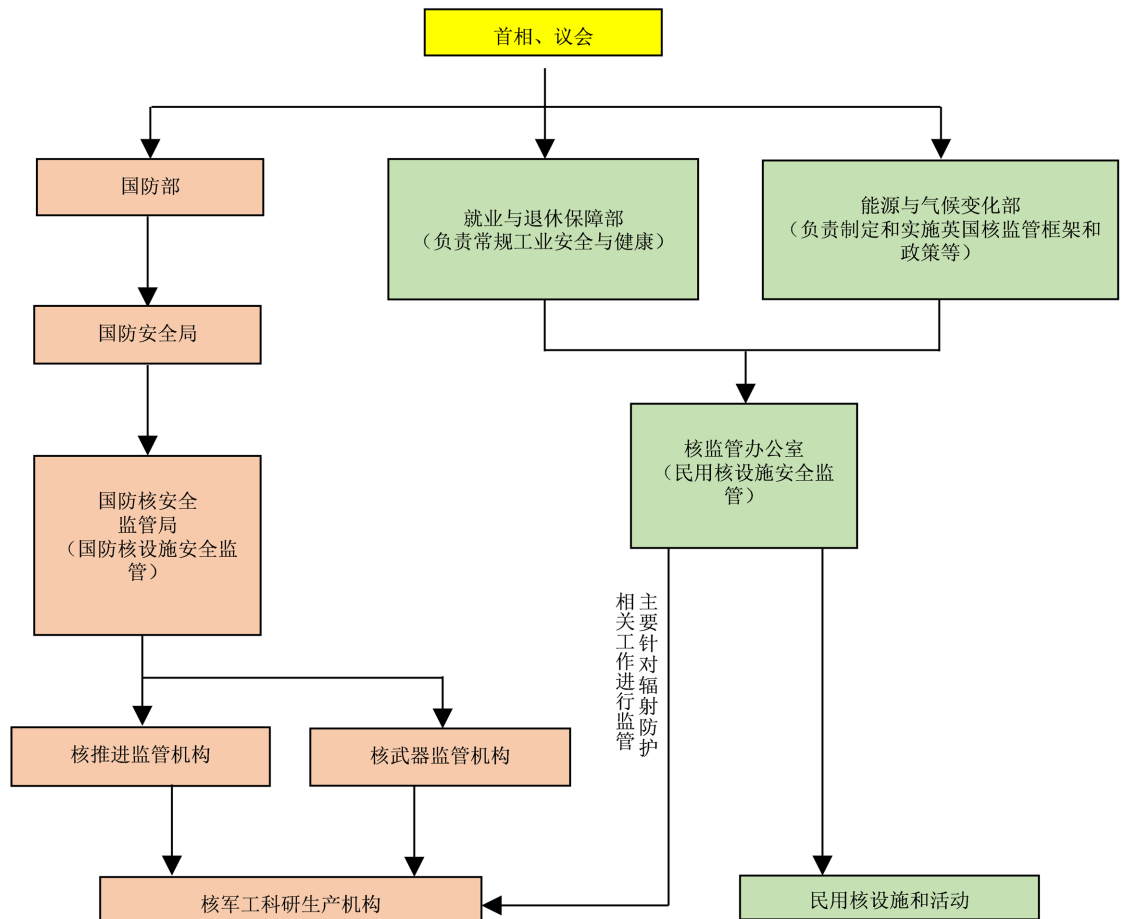 首相、议会
国防部
就业与退休保障部
（负责常规工业安全与健康）
能源与气候变化部
（负责制定和实施英国核监管框架和
政策等）
国防安全局
核监管办公室
（民用核设施安全监
管）
国防核安全
监管局
（国防核设施安全监
管）
主要针对辐射防护
相关工作进行监管
核推进监管机构
核武器监管机构
核军工科研生产机构
民用核设施和活动